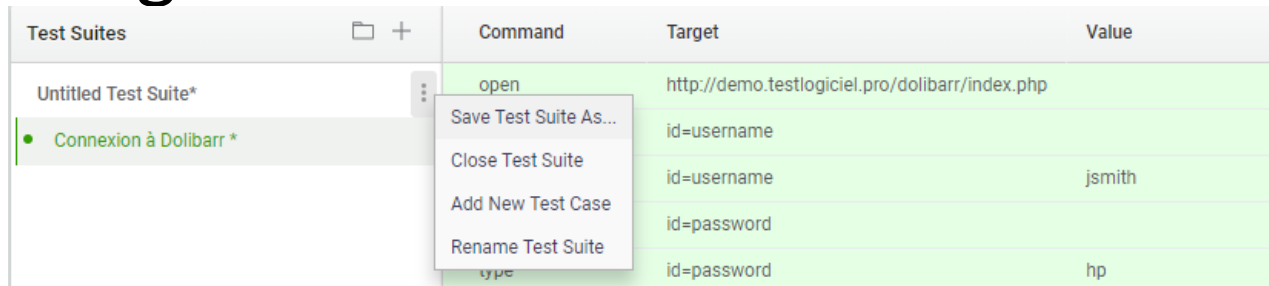 Test Suites Command Target Value
Untitled Test Suite* open http://demo.testlogiciel.pro/dolibarr/index.php
Save Test Suite As...
Connexion à Dolibarr * id=username
Close Test Suite
id=username jsmith
Add New Test Case
id=password
Rename Test Suite
type id=password hp